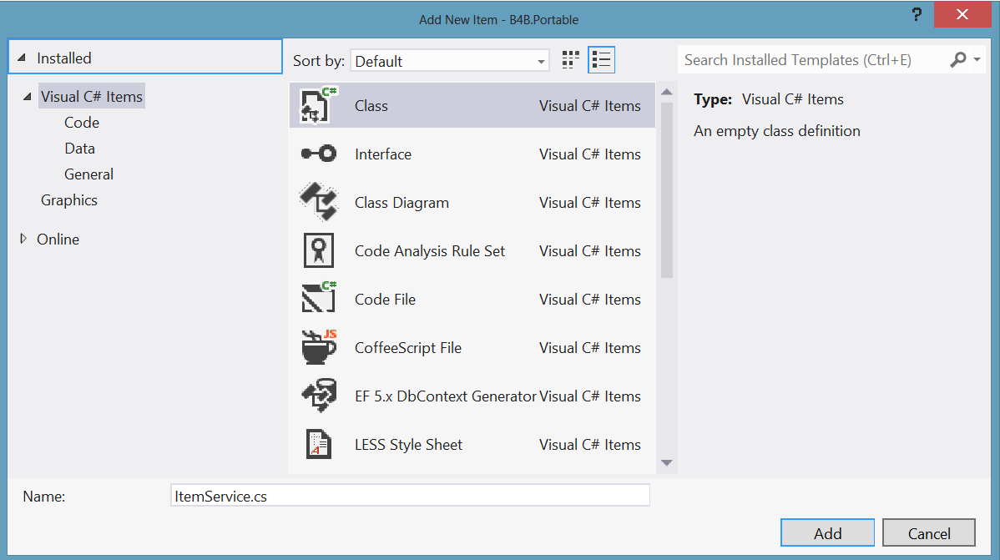 Add New Item - B4B.Portable
?
Installed
Sort by: Default
Search Installed Templates (Ctrl+E)
Visual C# Items
Code
Data
General
Graphics
Online
C#
Class Visual C# Items
Interface Visual C# Items
Class Diagram Visual C# Items
Code Analysis Rule Set Visual C# Items
C#
Code File Visual C# Items
JS
CoffeeScript File Visual C# Items
EF 5.x DbContext Generator Visual C# Items
A
LESS Style Sheet Visual C# Items
Type: Visual C# Items
An empty class definition
Name: ItemService.cs
Add Cancel